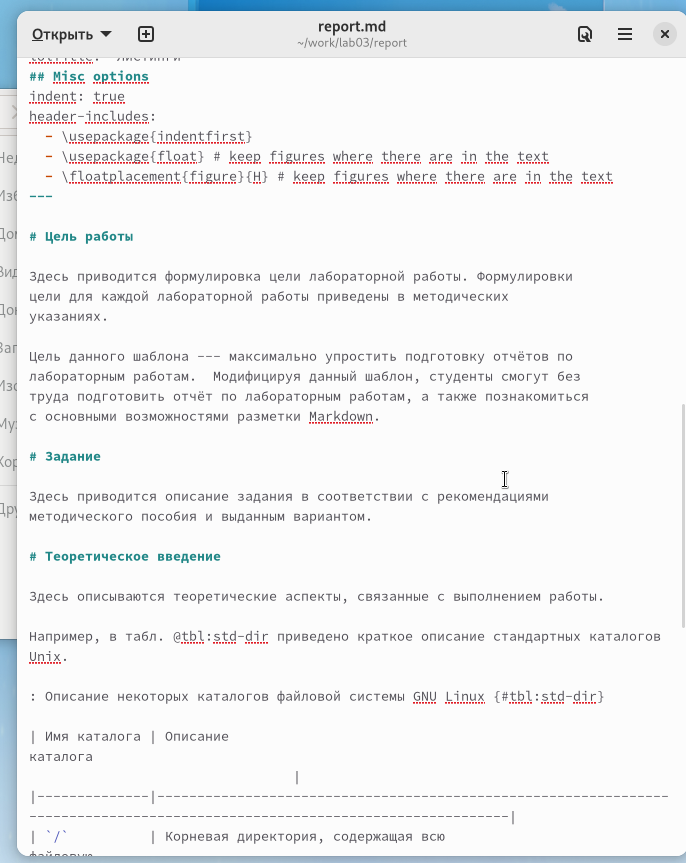 Открыть
report.md
~/work/lab03/report
## Misc options
indent: true
header-includes:
  - \usepackage{indentfirst}
  - \usepackage{float} # keep figures where there are in the text
  - \floatplacement{figure}{H} # keep figures where there are in the text
---
# Цель работы
Здесь приводится формулировка цели лабораторной работы. Формулировки
цели для каждой лабораторной работы приведены в методических
указаниях.
Цель данного шаблона --- максимально упростить подготовку отчётов по
лабораторным работам.  Модифицируя данный шаблон, студенты смогут без
труда подготовить отчёт по лабораторным работам, а также познакомиться
с основными возможностями разметки Markdown.
# Задание
Здесь приводится описание задания в соответствии с рекомендациями
методического пособия и выданным вариантом.
# Теоретическое введение
Здесь описываются теоретические аспекты, связанные с выполнением работы.
Например, в табл. @tbl:std-dir приведено краткое описание стандартных каталогов
Unix.
: Описание некоторых каталогов файловой системы GNU Linux {#tbl:std-dir}
| Имя каталога | Описание
каталога
|
|--------------|----------------------------------------------------------------
------------------------------------------------------------|
| `/`          | Корневая директория, содержащая всю
файловую